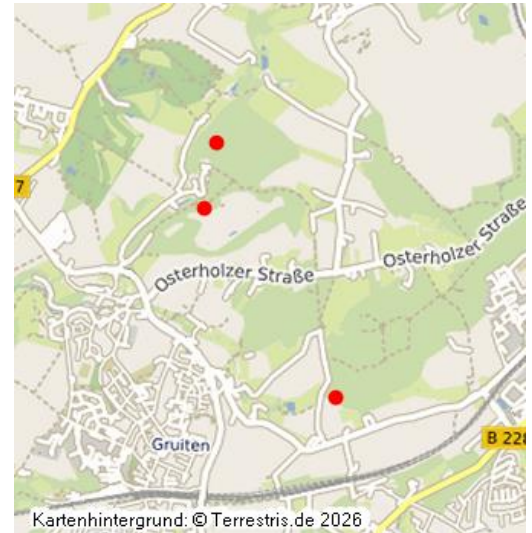 7
Osterholzer Straße
Osterholzer Straße
Gruiten
B 228
Kartenhintergrund: © Terrestris.de 2026